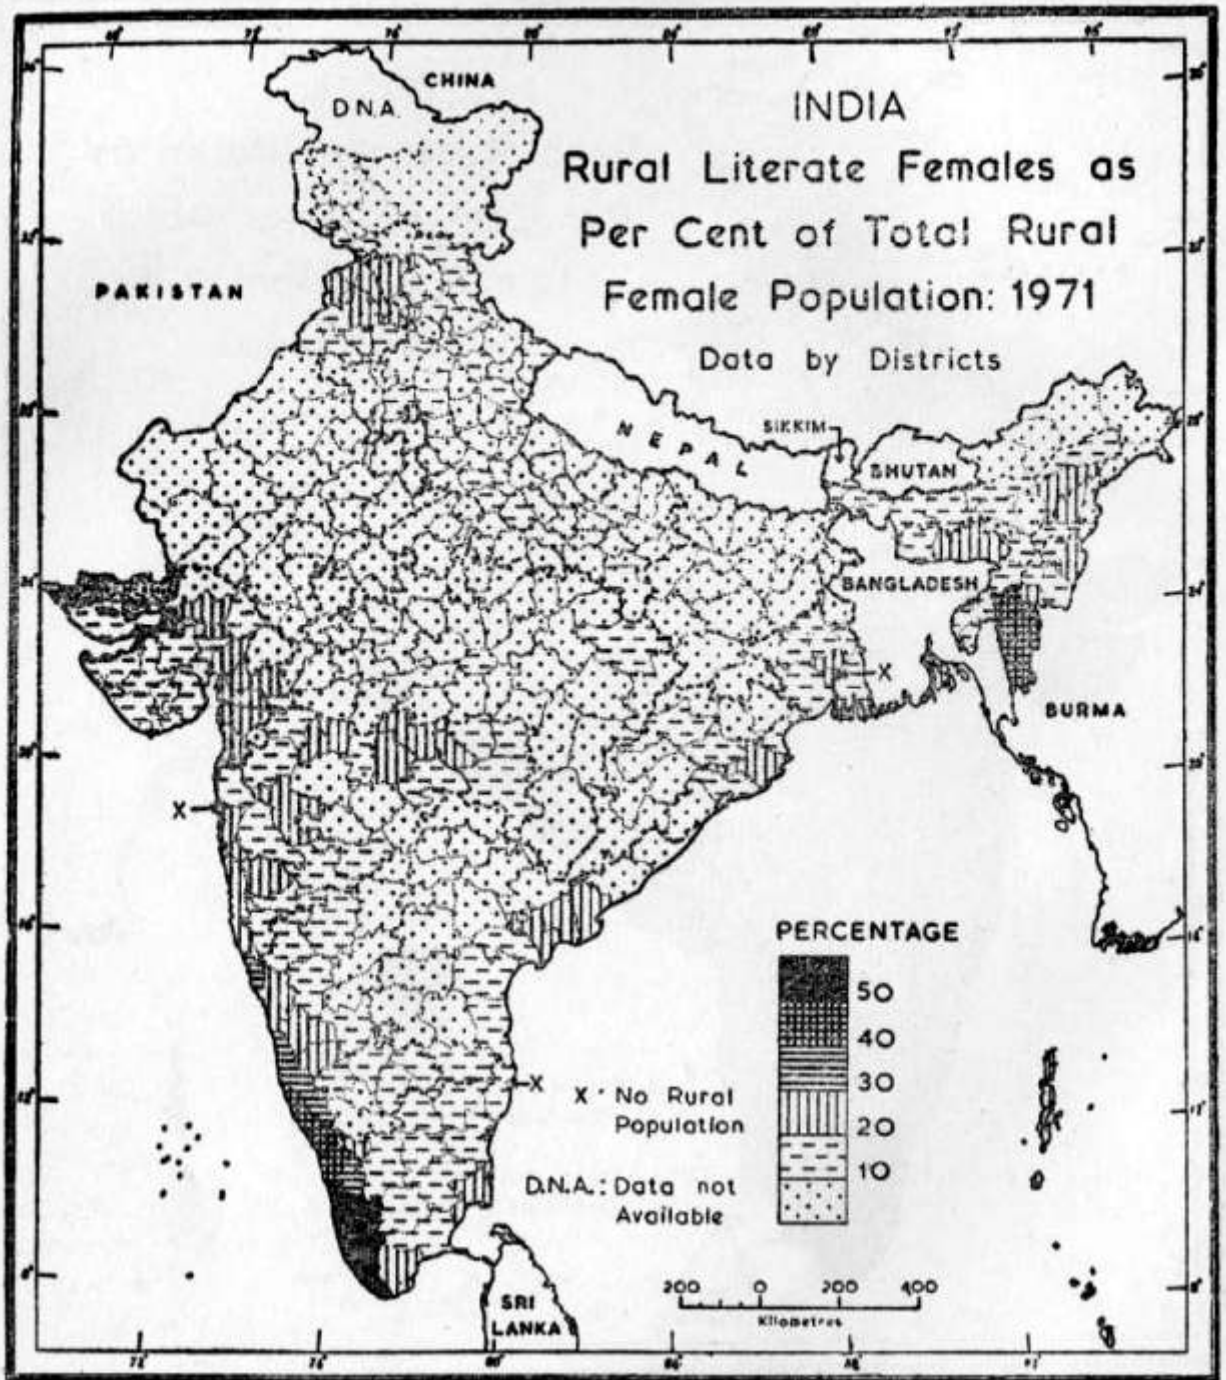 INDIA
Rural Literate Females as
Per Cent of Total Rural
Female Population: 1971
Data by Districts
CHINA
D.N.A.
PAKISTAN
NEPAL
SIKKIM
BHUTAN
BANGLADESH
X
BURMA
X
PERCENTAGE
50
40
30
20
10
X
X : No Rural
Population
D.N.A.: Data not
Available
200 0 200 400
Kilometres
SRI
LANKA